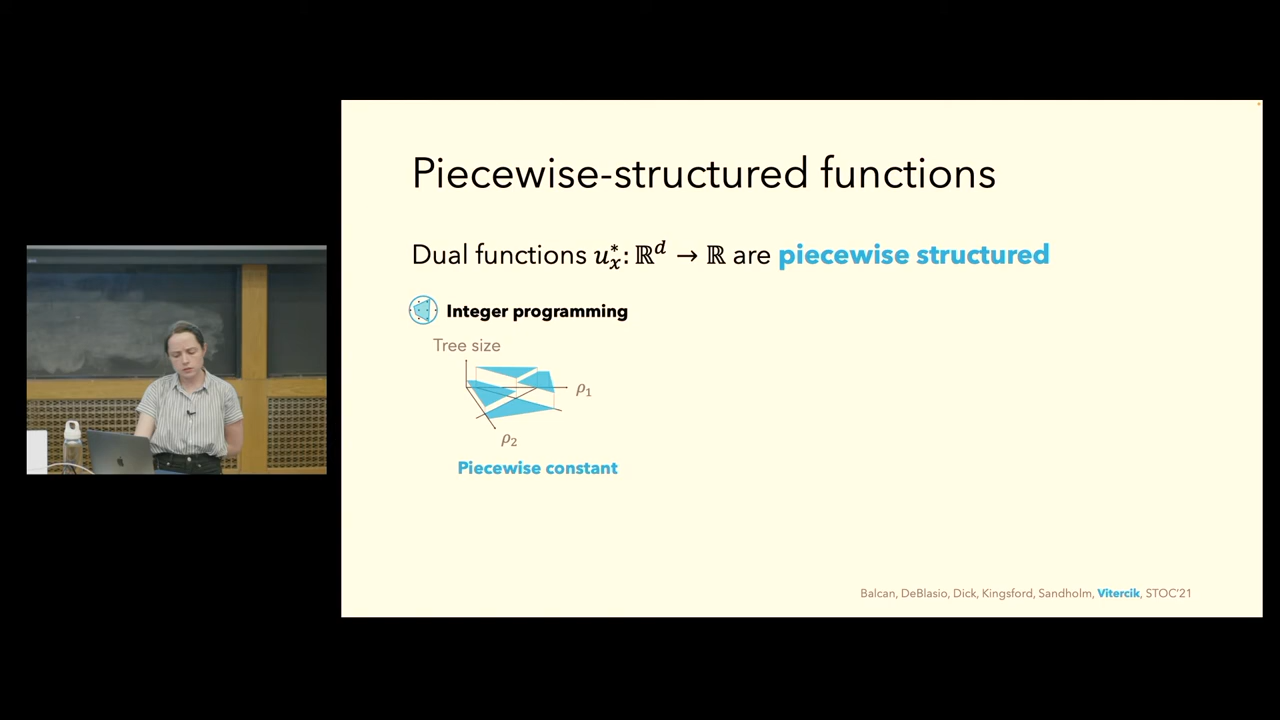 Piecewise-structured functions
Dual functions u*ₓ: ℝᵈ → ℝ are piecewise structured
Integer programming
Tree size
ρ₁
ρ₂
Piecewise constant
Balcan, DeBlasio, Dick, Kingsford, Sandholm, Vitercik, STOC'21